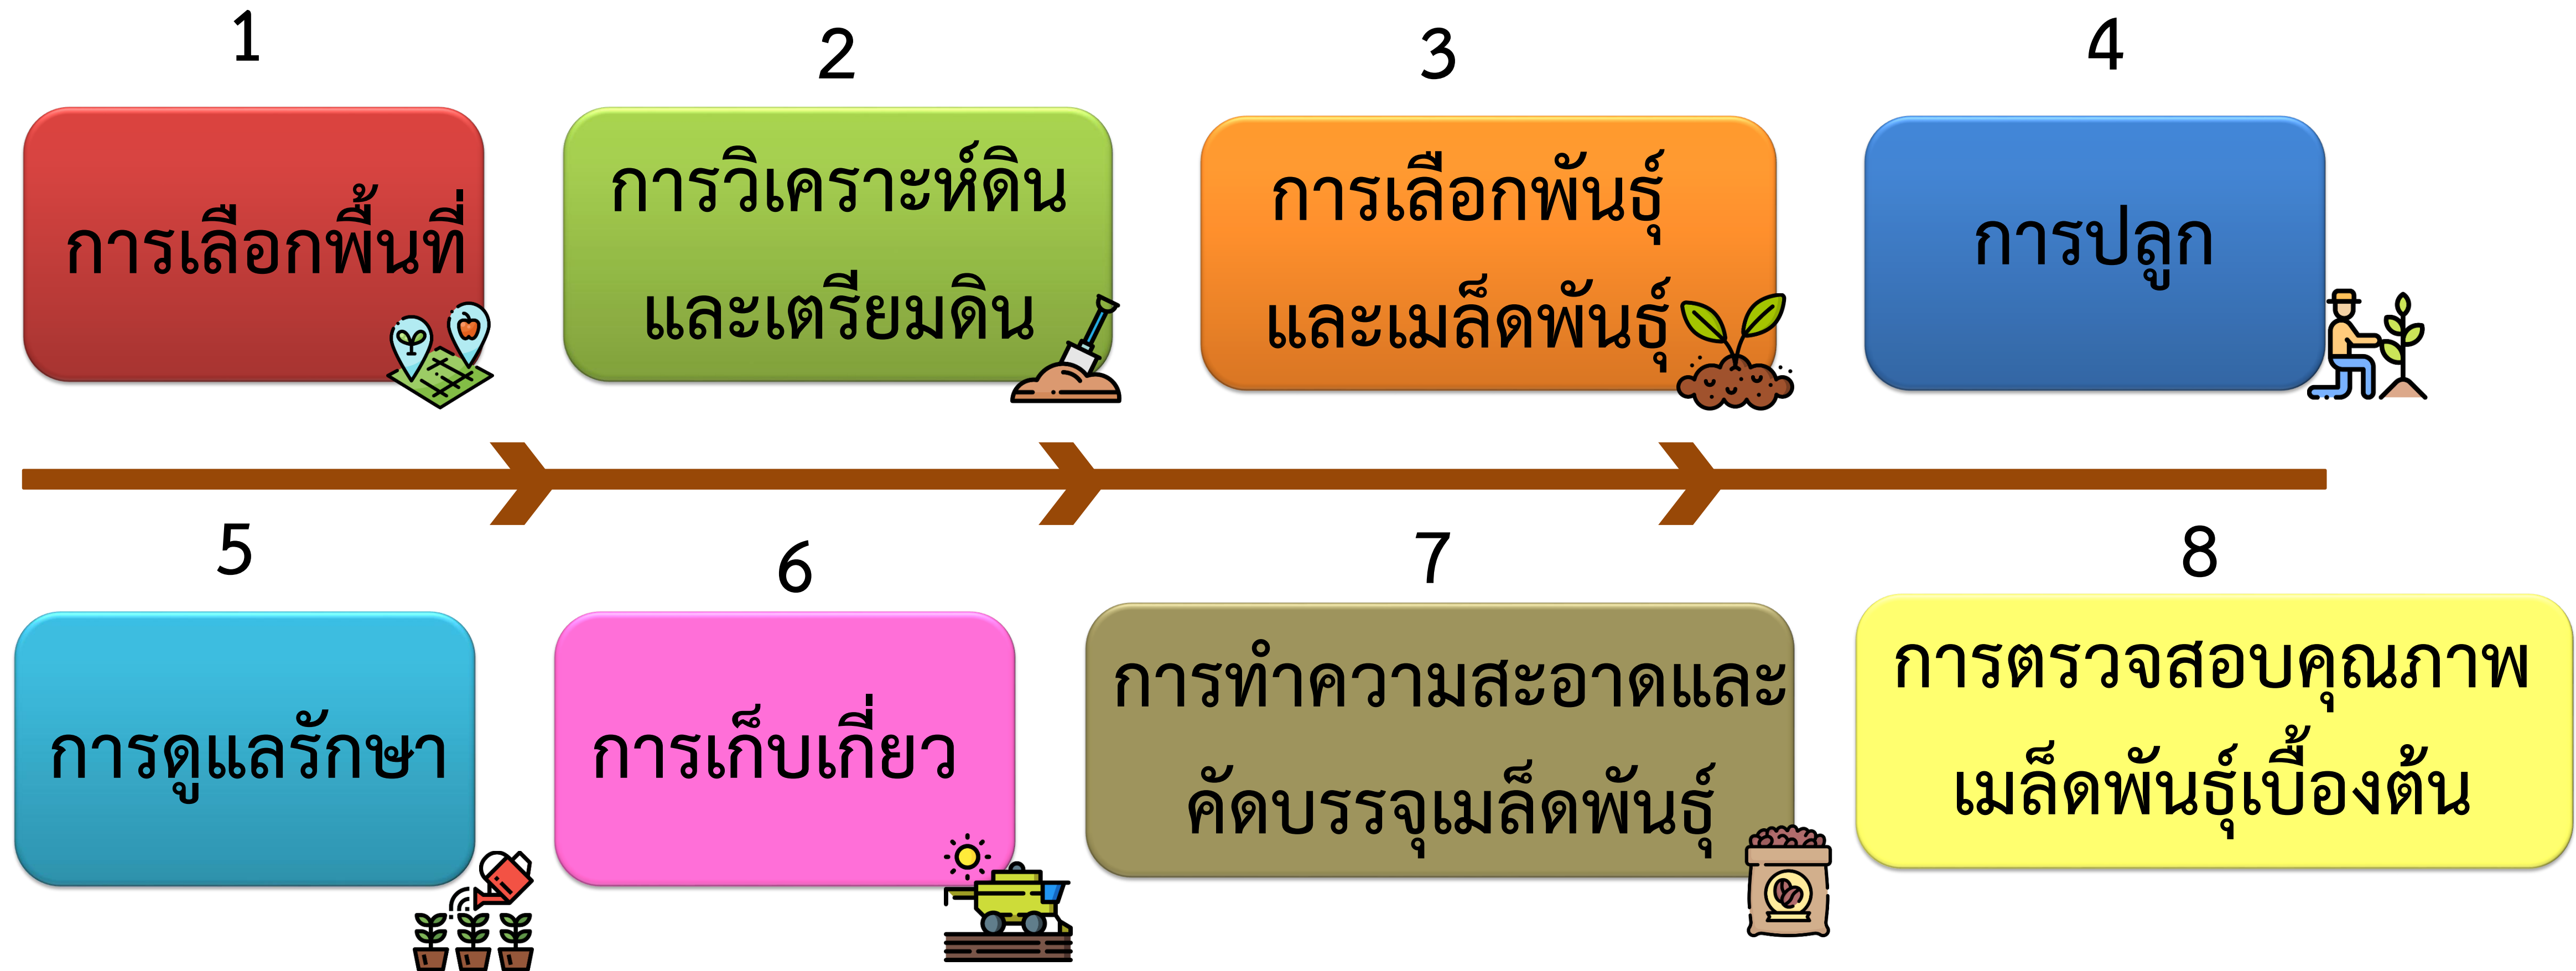 1
การเลือกพื้นที่
2
การวิเคราะห์ดิน
และเตรียมดิน
3
การเลือกพันธุ์
และเมล็ดพันธุ์
4
การปลูก
5
การดูแลรักษา
6
การเก็บเกี่ยว
7
การทำความสะอาดและ
คัดบรรจุเมล็ดพันธุ์
8
การตรวจสอบคุณภาพ
เมล็ดพันธุ์เบื้องต้น